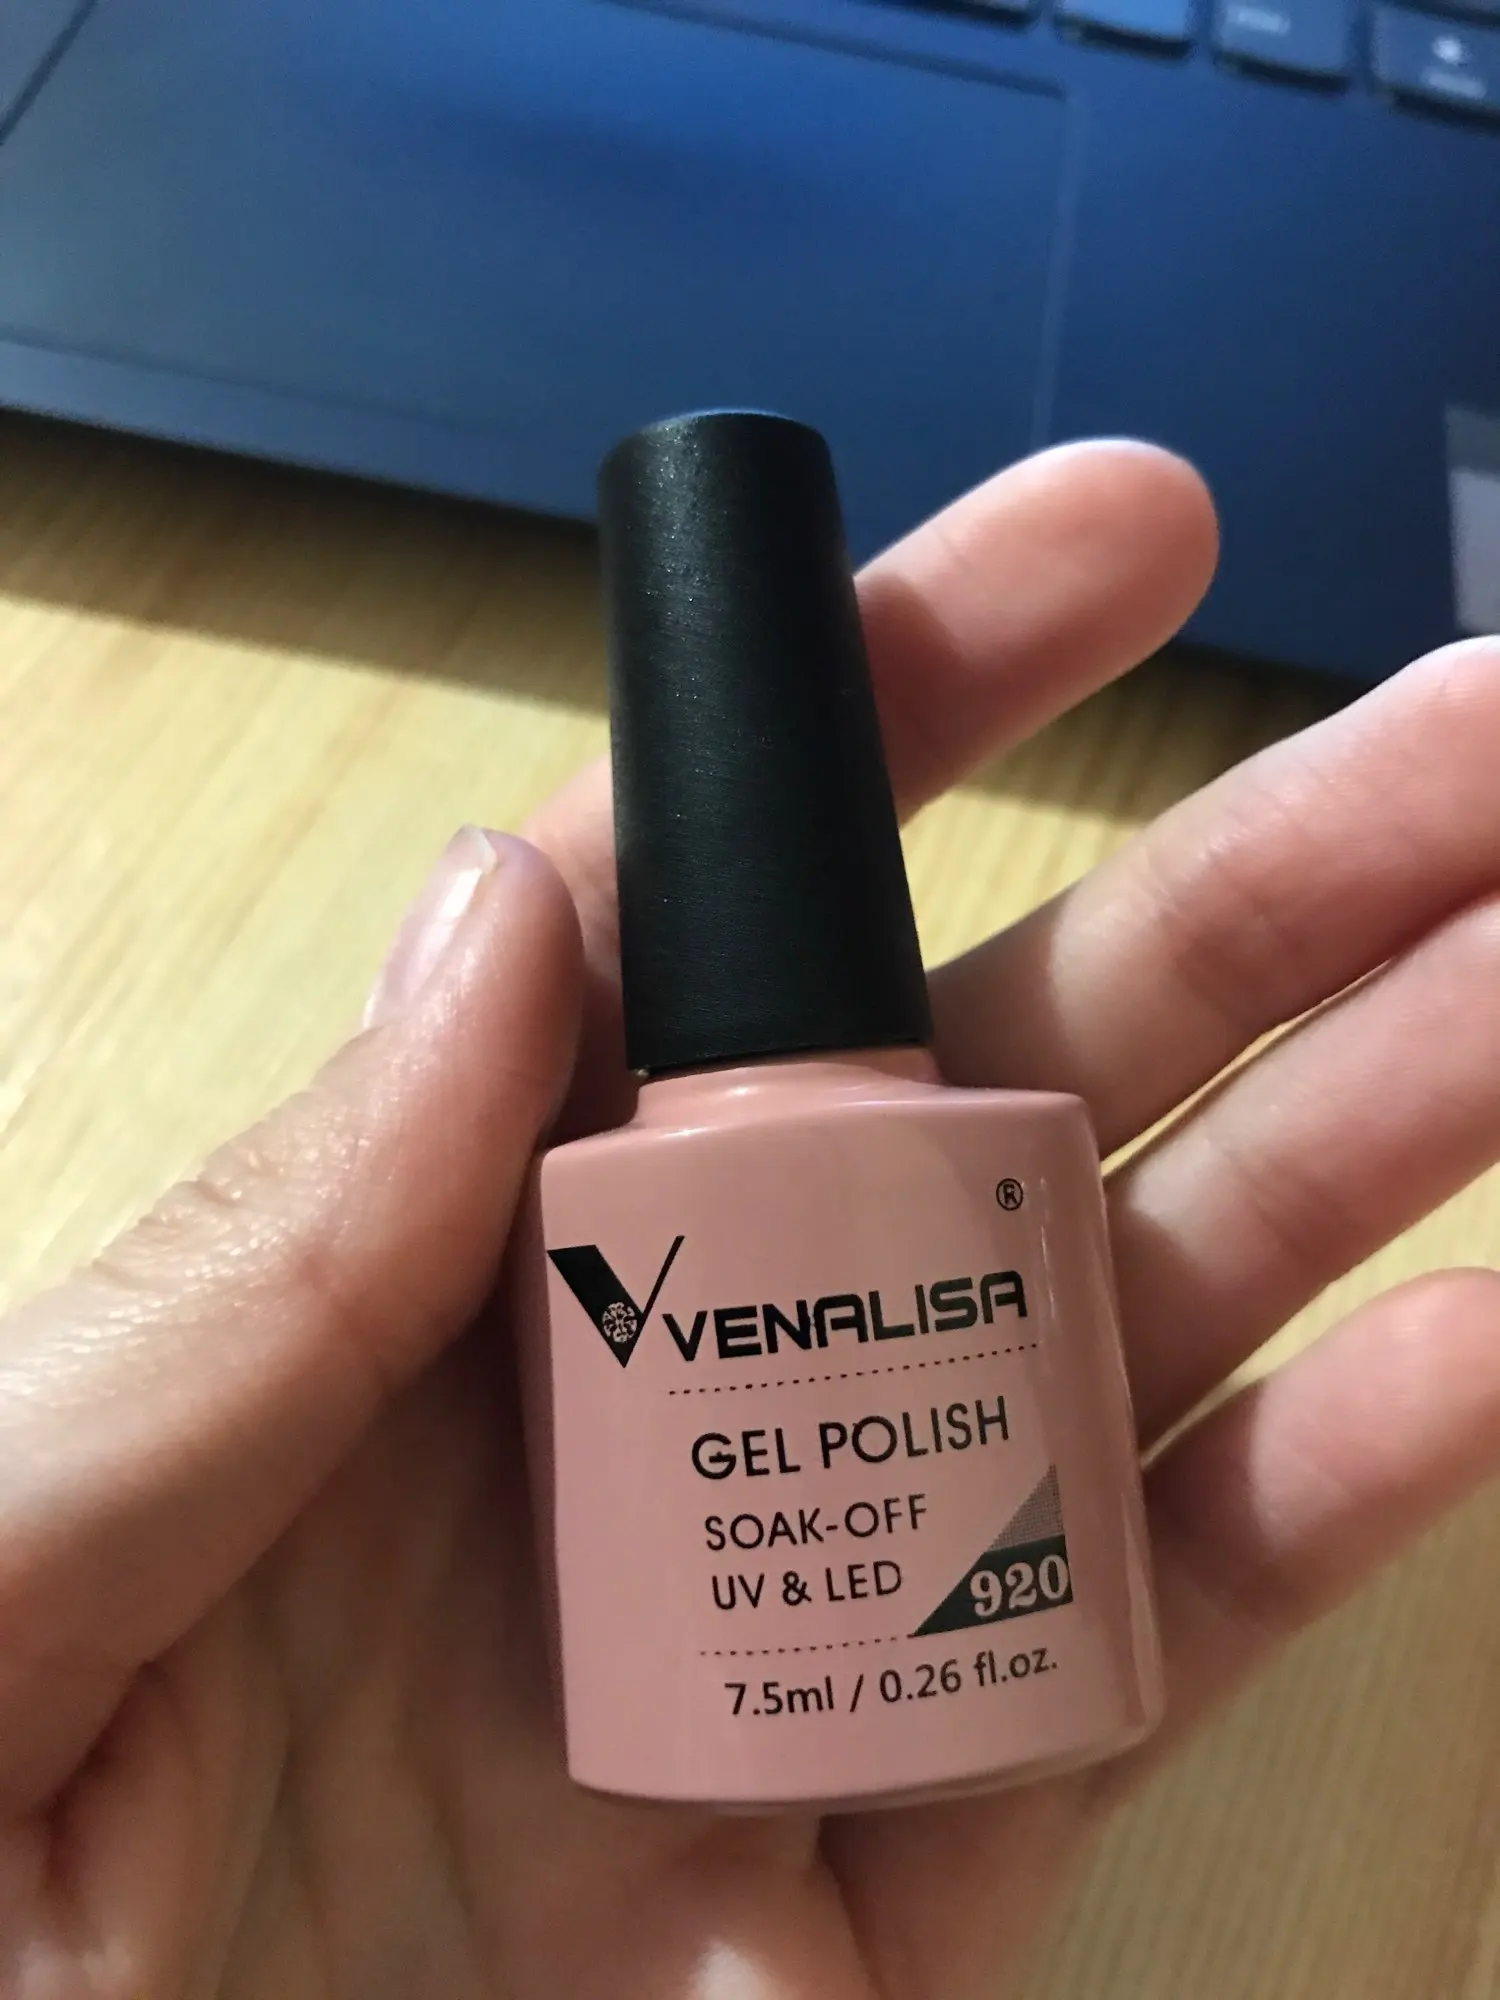 ®
VENALISA
GEL POLISH
SOAK-OFF
UV & LED
920
7.5ml / 0.26 fl.oz.